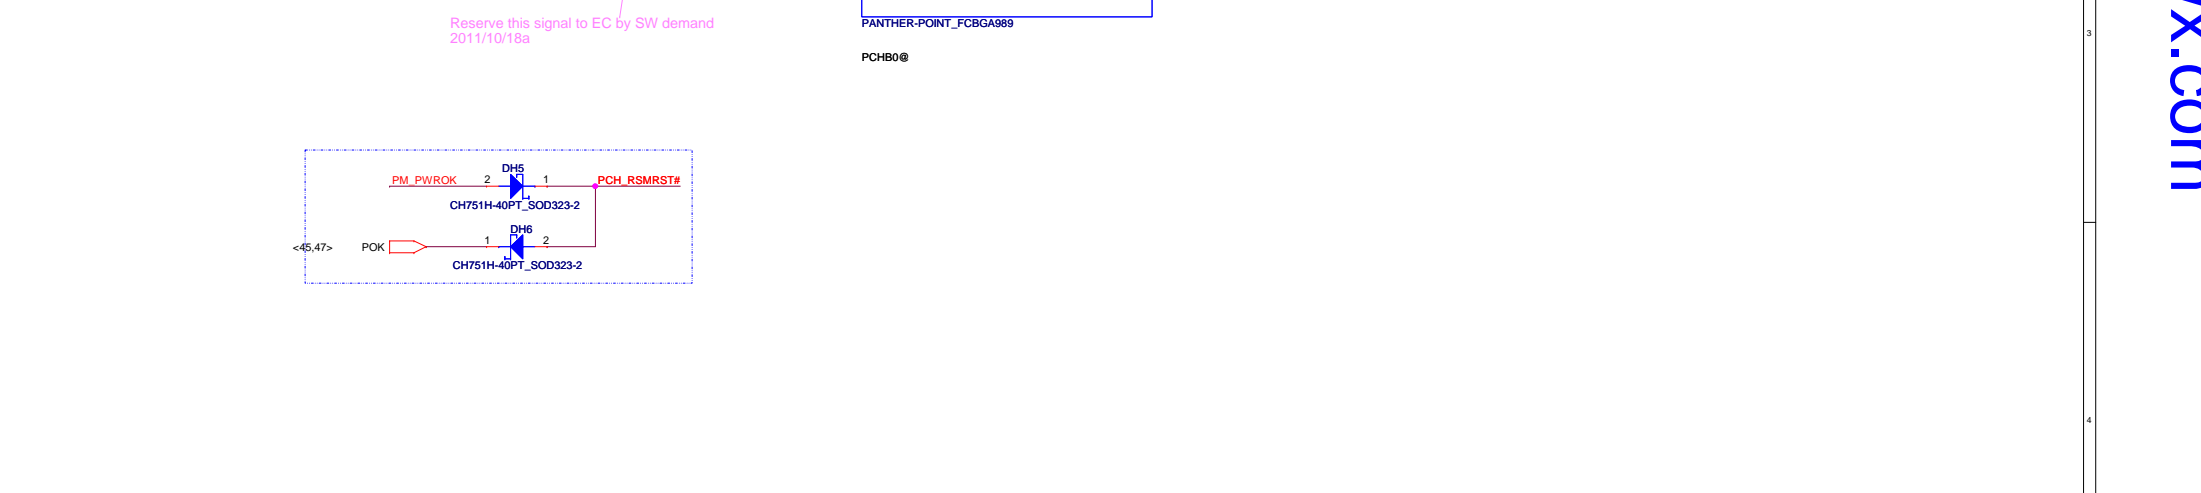 Reserve this signal to EC by SW demand
2011/10/18a
PANTHER-POINT_FCBGA989
PCHB0@
3
x.com
DH5
PM_PWROK 2 1 PCH_RSMRST#
CH751H-40PT_SOD323-2
DH6
<45,47> POK 1 2
CH751H-40PT_SOD323-2
4